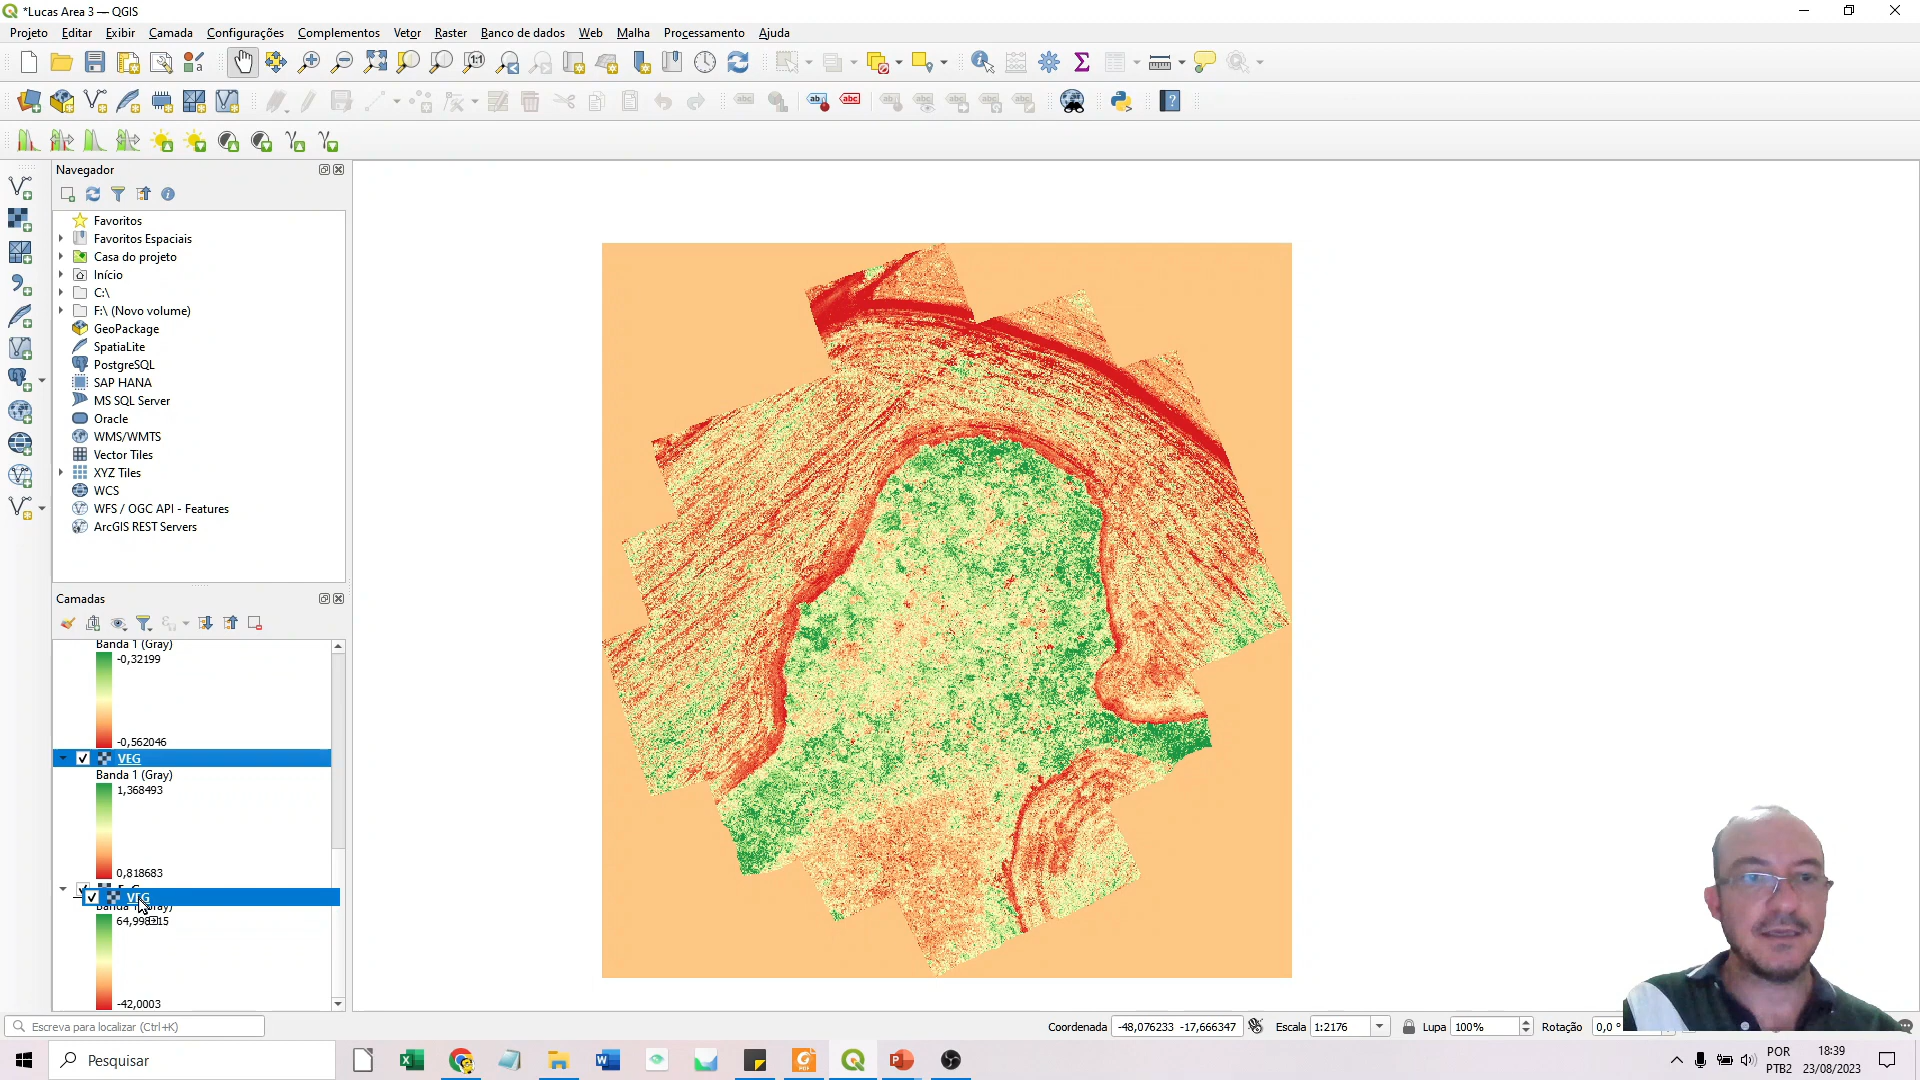 *Lucas Area 3 — QGIS
Projeto Editar Exibir Camada Configurações Complementos Vetor Raster Banco de dados Web Malha Processamento Ajuda
Navegador
Favoritos
Favoritos Espaciais
Casa do projeto
Início
C:\
F:\ (Novo volume)
GeoPackage
SpatiaLite
PostgreSQL
SAP HANA
MS SQL Server
Oracle
WMS/WMTS
Vector Tiles
XYZ Tiles
WCS
WFS / OGC API - Features
ArcGIS REST Servers
Camadas
Banda 1 (Gray)
-0,32199
-0,562046
VEG
Banda 1 (Gray)
1,368493
0,818683
VEG
-42,0003
Escreva para localizar (Ctrl+K)
Coordenada -48,076233 -17,666347 Escala 1:2176 Lupa 100% Rotação 0,0 °
Pesquisar
POR
PTB2
18:39
23/08/2023